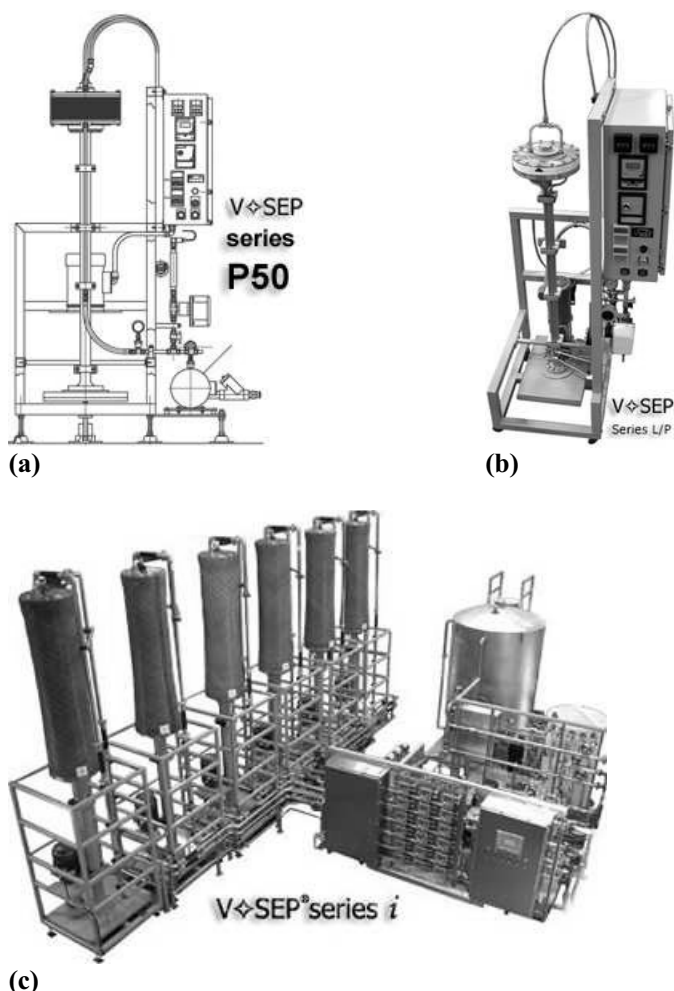 V✧SEP
series
P50
(a)
V✧SEP
Series L/P
(b)
V✧SEP® series i
(c)